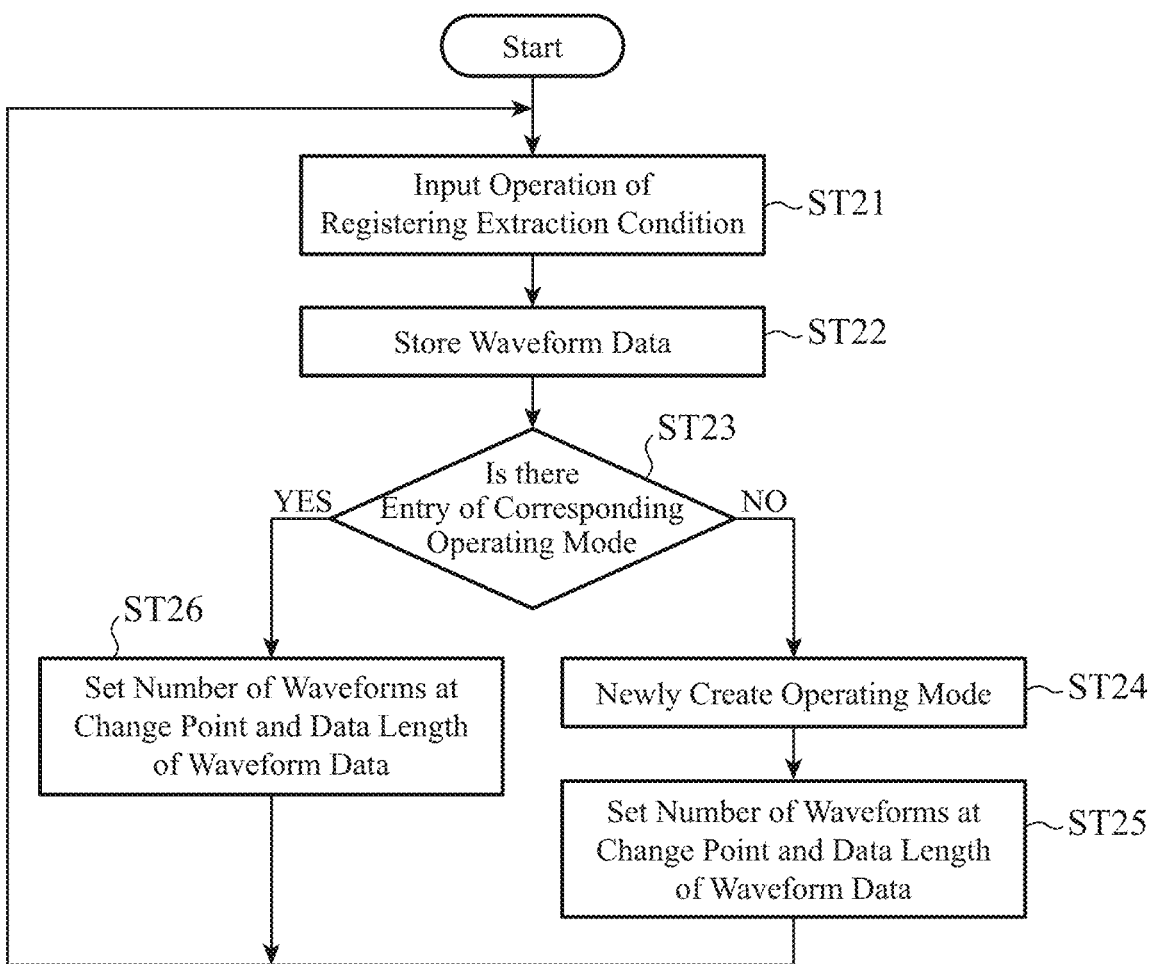 Start
Input Operation of
Registering Extraction Condition
ST21
Store Waveform Data
ST22
ST23
Is there
Entry of Corresponding
Operating Mode
YES
NO
ST26
Set Number of Waveforms at
Change Point and Data Length
of Waveform Data
Newly Create Operating Mode
ST24
Set Number of Waveforms at
Change Point and Data Length
of Waveform Data
ST25